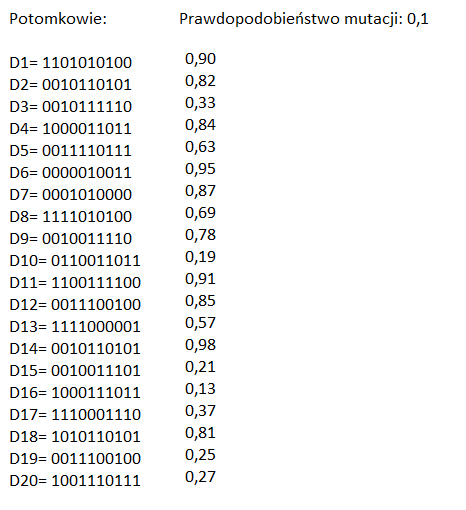 Potomkowie: Prawdopodobieństwo mutacji: 0,1
D1= 1101010100 0,90
D2= 0010110101 0,82
D3= 0010111110 0,33
D4= 1000011011 0,84
D5= 0011110111 0,63
D6= 0000010011 0,95
D7= 0001010000 0,87
D8= 1111010100 0,69
D9= 0010011110 0,78
D10= 0110011011 0,19
D11= 1100111100 0,91
D12= 0011100100 0,85
D13= 1111000001 0,57
D14= 0010110101 0,98
D15= 0010011101 0,21
D16= 1000111011 0,13
D17= 1110001110 0,37
D18= 1010110101 0,81
D19= 0011100100 0,25
D20= 1001110111 0,27